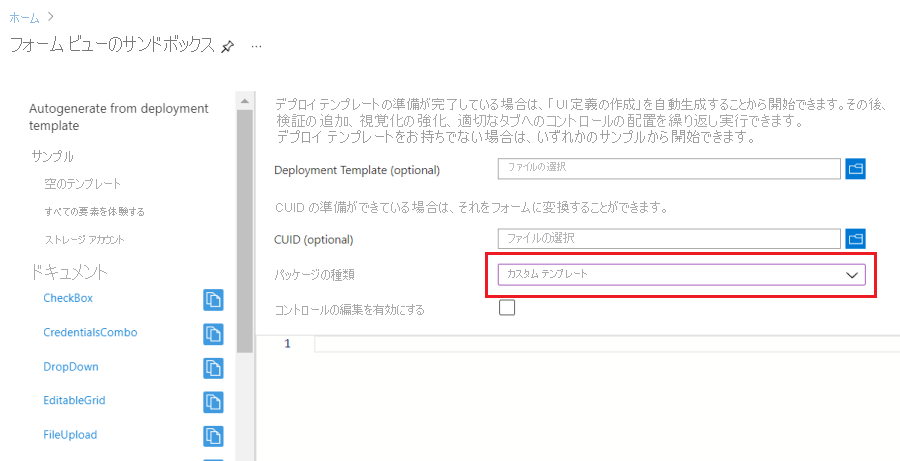 ホーム
フォーム ビューのサンドボックス
Autogenerate from deployment
template
サンプル
空のテンプレート
すべての要素を体験する
ストレージ アカウント
ドキュメント
CheckBox
CredentialsCombo
DropDown
EditableGrid
FileUpload
デプロイ テンプレートの準備が完了している場合は、「UI 定義の作成」を自動生成することから開始できます。その後、
検証の追加、視覚化の強化、適切なタブへのコントロールの配置を繰り返し実行できます。
デプロイ テンプレートをお持ちでない場合は、いずれかのサンプルから開始できます。
Deployment Template (optional)
ファイルの選択
CUID の準備ができている場合は、それをフォームに変換することができます。
CUID (optional)
ファイルの選択
パッケージの種類
カスタム テンプレート
コントロールの編集を有効にする
1